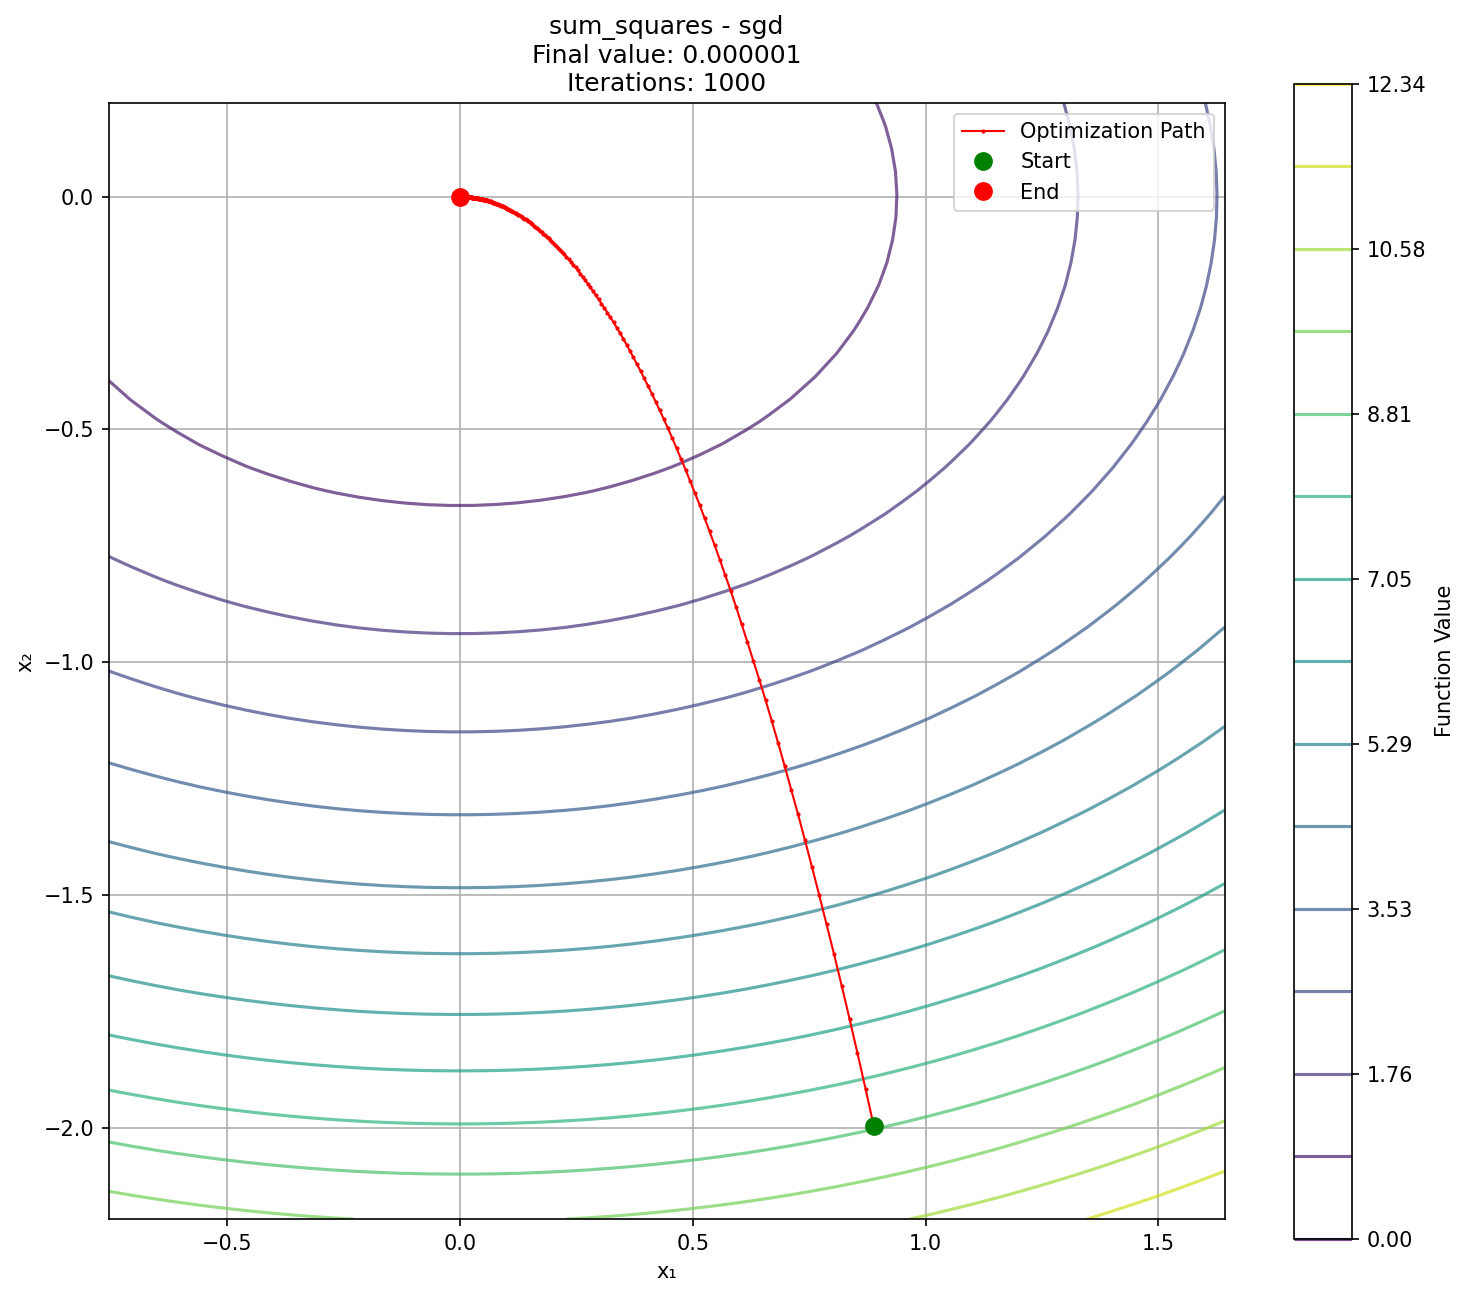 sum_squares - sgd
Final value: 0.000001
Iterations: 1000
Optimization Path
Start
End
0.0
−0.5
−1.0
−1.5
−2.0
x₂
−0.5
0.0
0.5
1.0
1.5
x₁
12.34
10.58
8.81
7.05
5.29
3.53
1.76
0.00
Function Value